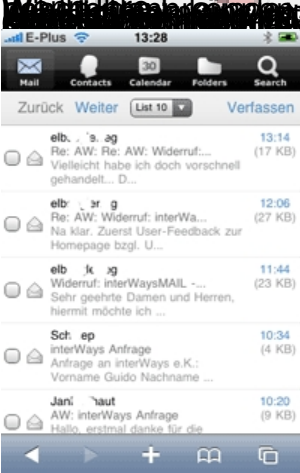 E-Plus 13:28
Mail Contacts Calendar Folders Search
30
Zurück Weiter List 10 Verfassen
13:14
Re: AW: Re: AW: Widerruf:... (17 KB)
Vielleicht habe ich doch vorschnell
gehandelt... D...
12:06
Re: AW: Widerruf: interWa... (27 KB)
Na klar. Zuerst User-Feedback zur
Homepage bzgl. U...
11:44
Widerruf: interWaysMAIL -... (23 KB)
Sehr geehrte Damen und Herren,
hiermit möchte ich ...
10:34
interWays Anfrage (4 KB)
Anfrage an interWays e.K.:
Vorname Guido Nachname ...
10:20
AW: interWays Anfrage (9 KB)
Hallo, erstmal danke für die